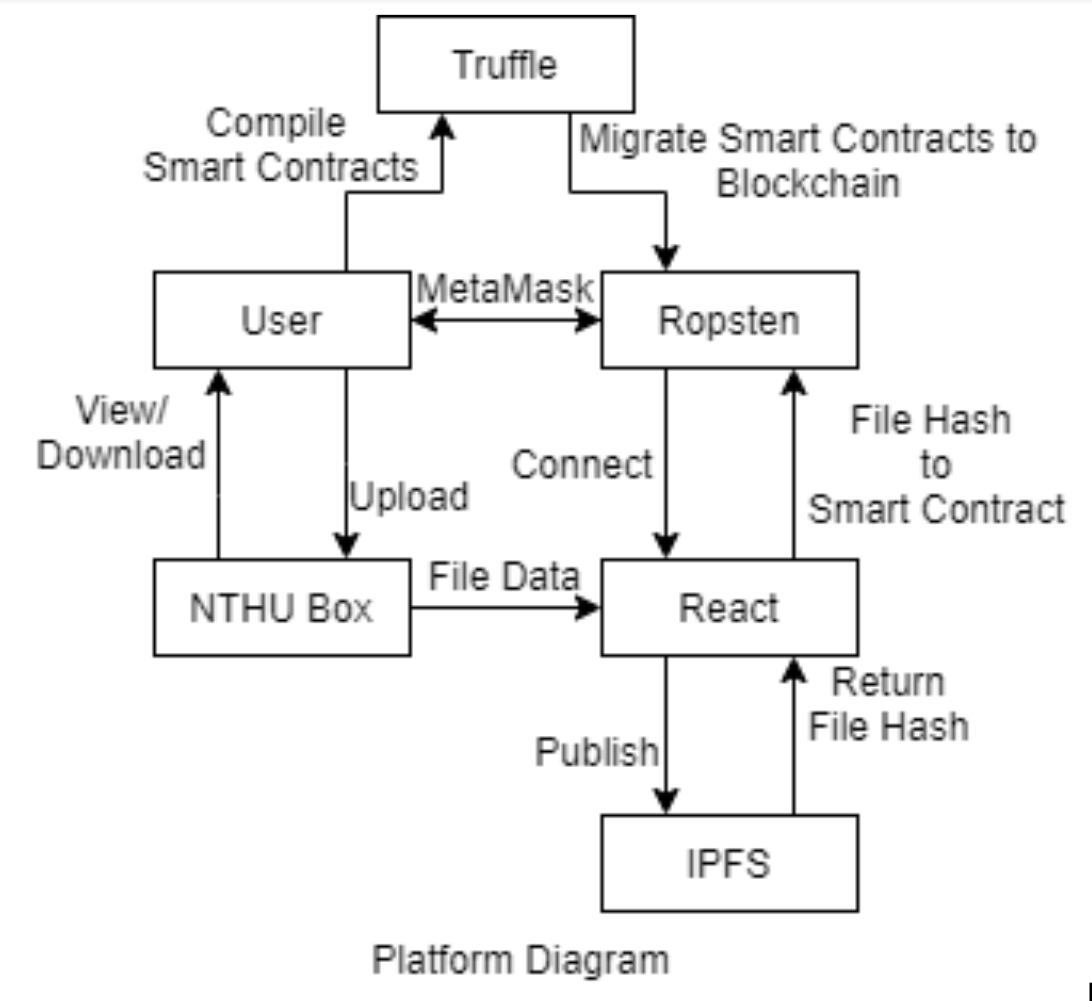 Truffle
Compile
Smart Contracts
Migrate Smart Contracts to
Blockchain
User
MetaMask
Ropsten
View/
Download
Upload
Connect
File Hash
to
Smart Contract
NTHU Box
File Data
React
Publish
Return
File Hash
IPFS
Platform Diagram